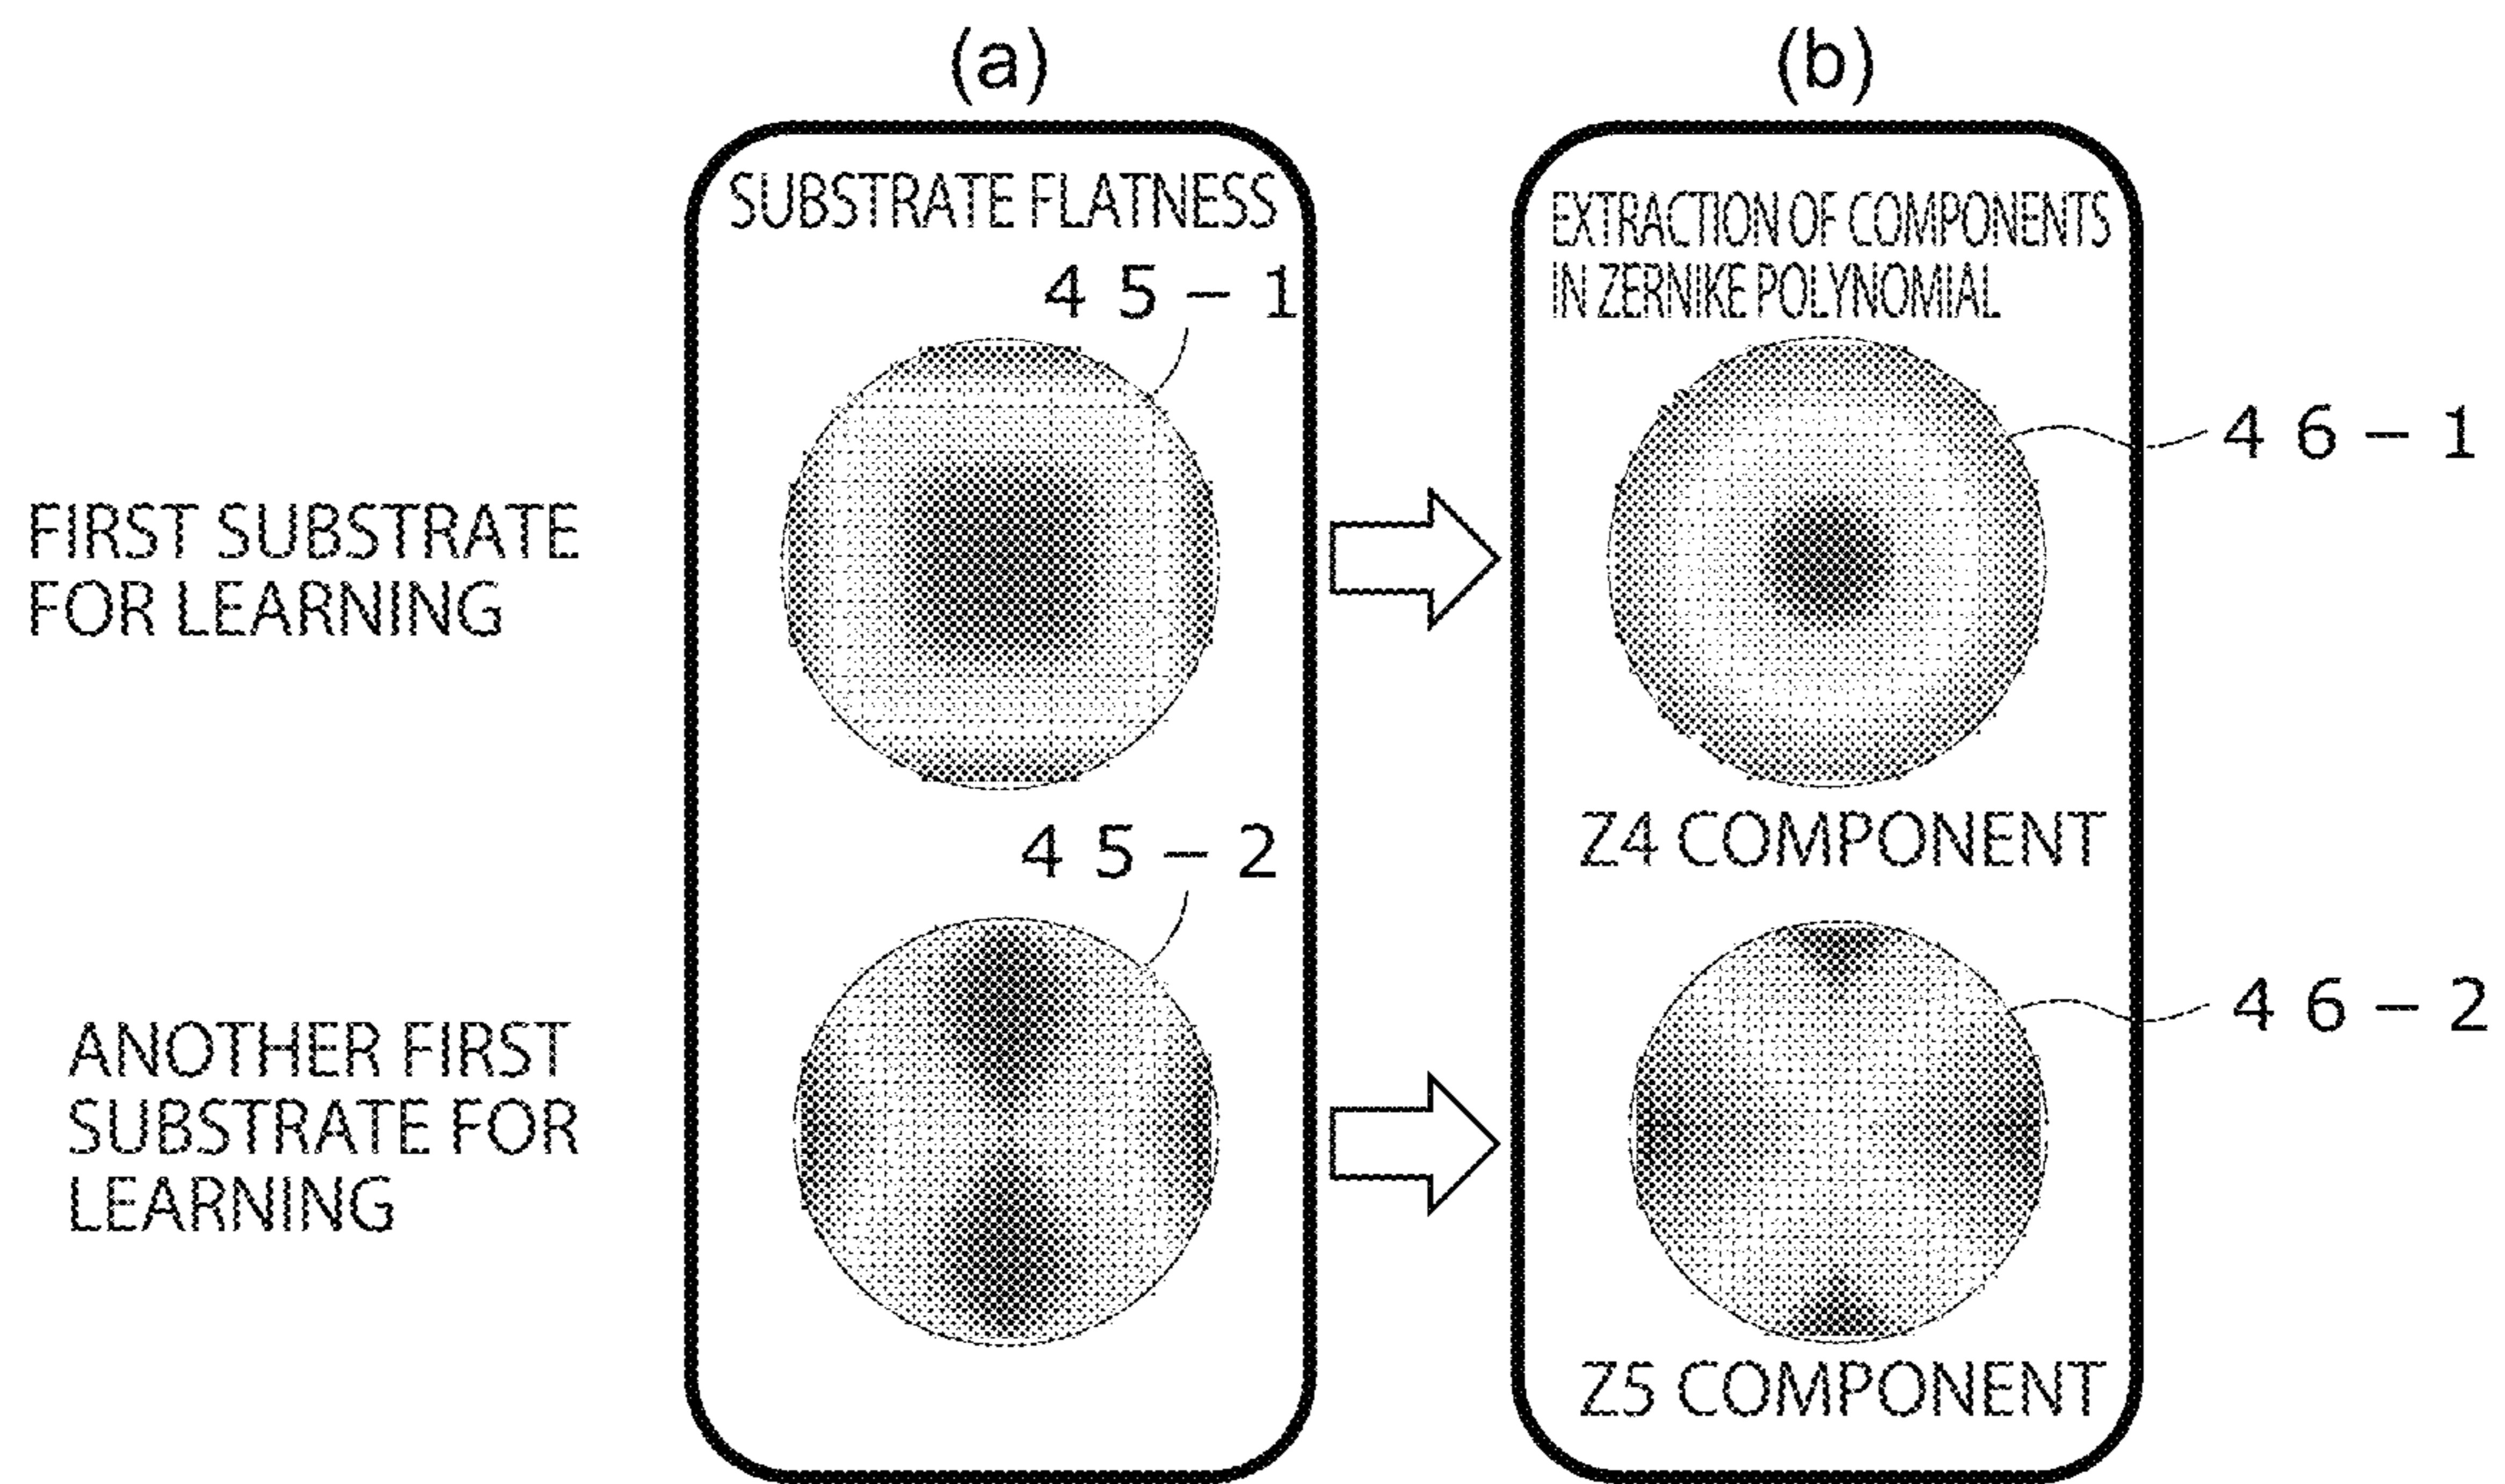 (a)
(b)
SUBSTRATE FLATNESS
45-1
EXTRACTION OF COMPONENTS
IN ZERNIKE POLYNOMIAL
46-1
FIRST SUBSTRATE
FOR LEARNING
Z4 COMPONENT
45-2
46-2
ANOTHER FIRST
SUBSTRATE FOR
LEARNING
Z5 COMPONENT